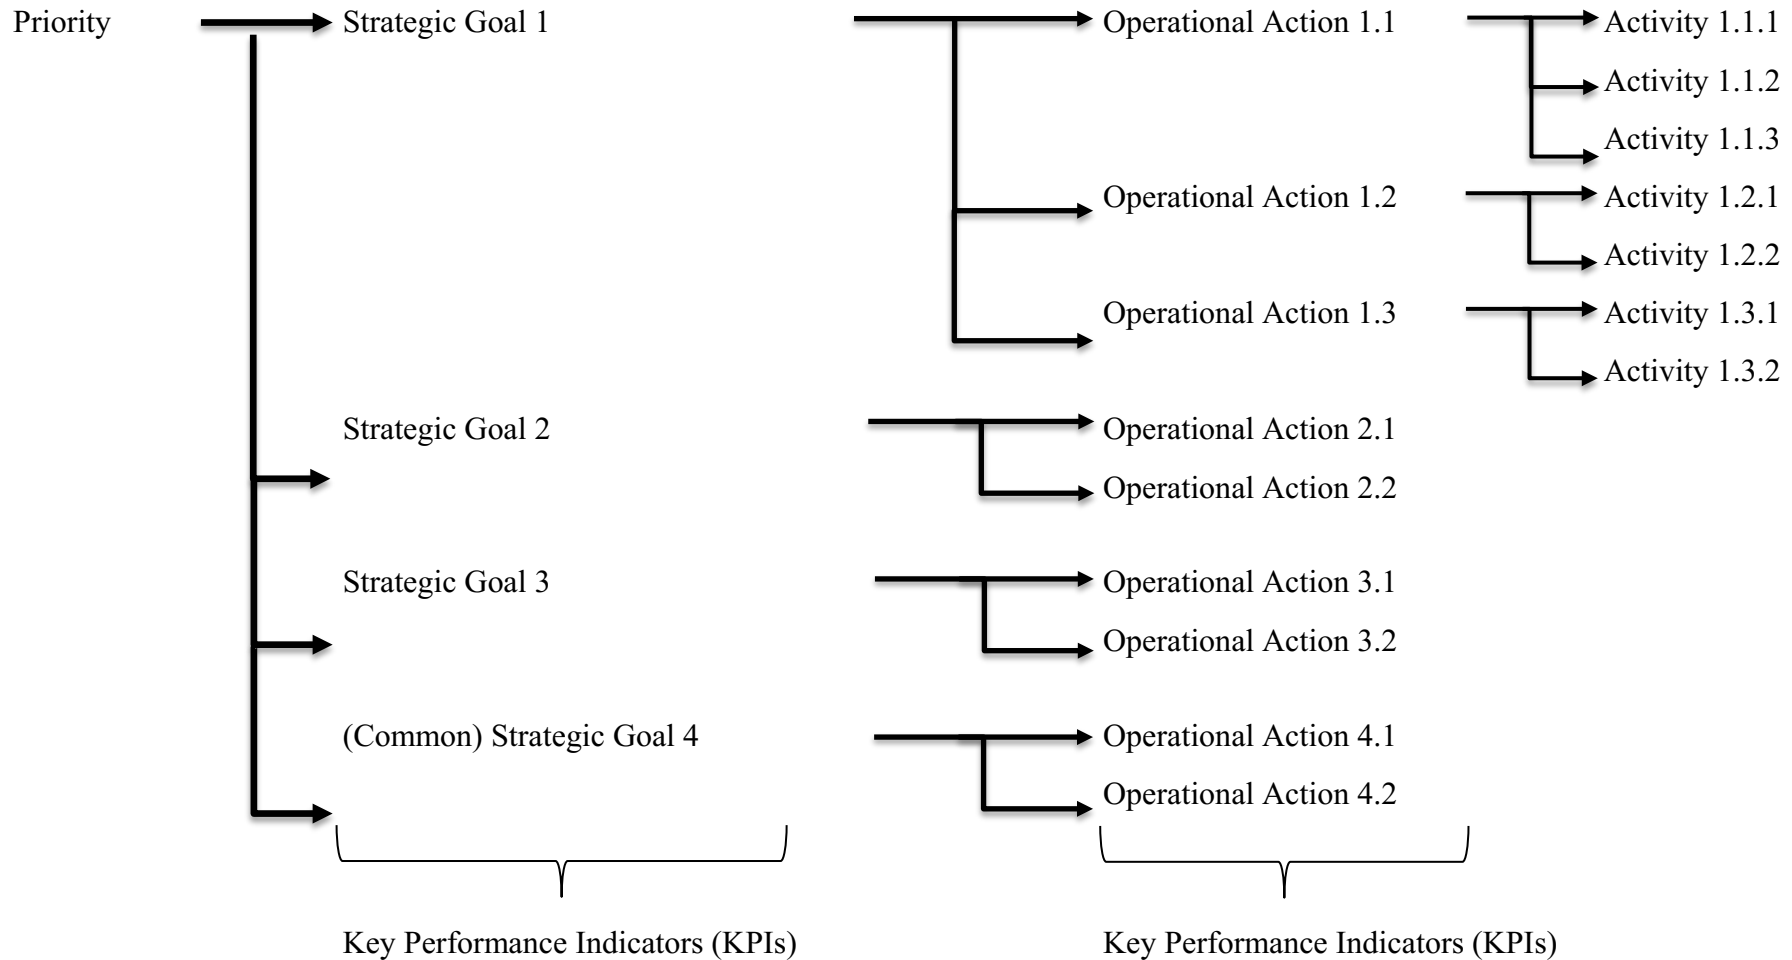 Priority
Strategic Goal 1
Operational Action 1.1
Activity 1.1.1
Activity 1.1.2
Activity 1.1.3
Operational Action 1.2
Activity 1.2.1
Activity 1.2.2
Operational Action 1.3
Activity 1.3.1
Activity 1.3.2
Strategic Goal 2
Operational Action 2.1
Operational Action 2.2
Strategic Goal 3
Operational Action 3.1
Operational Action 3.2
(Common) Strategic Goal 4
Operational Action 4.1
Operational Action 4.2
Key Performance Indicators (KPIs)
Key Performance Indicators (KPIs)